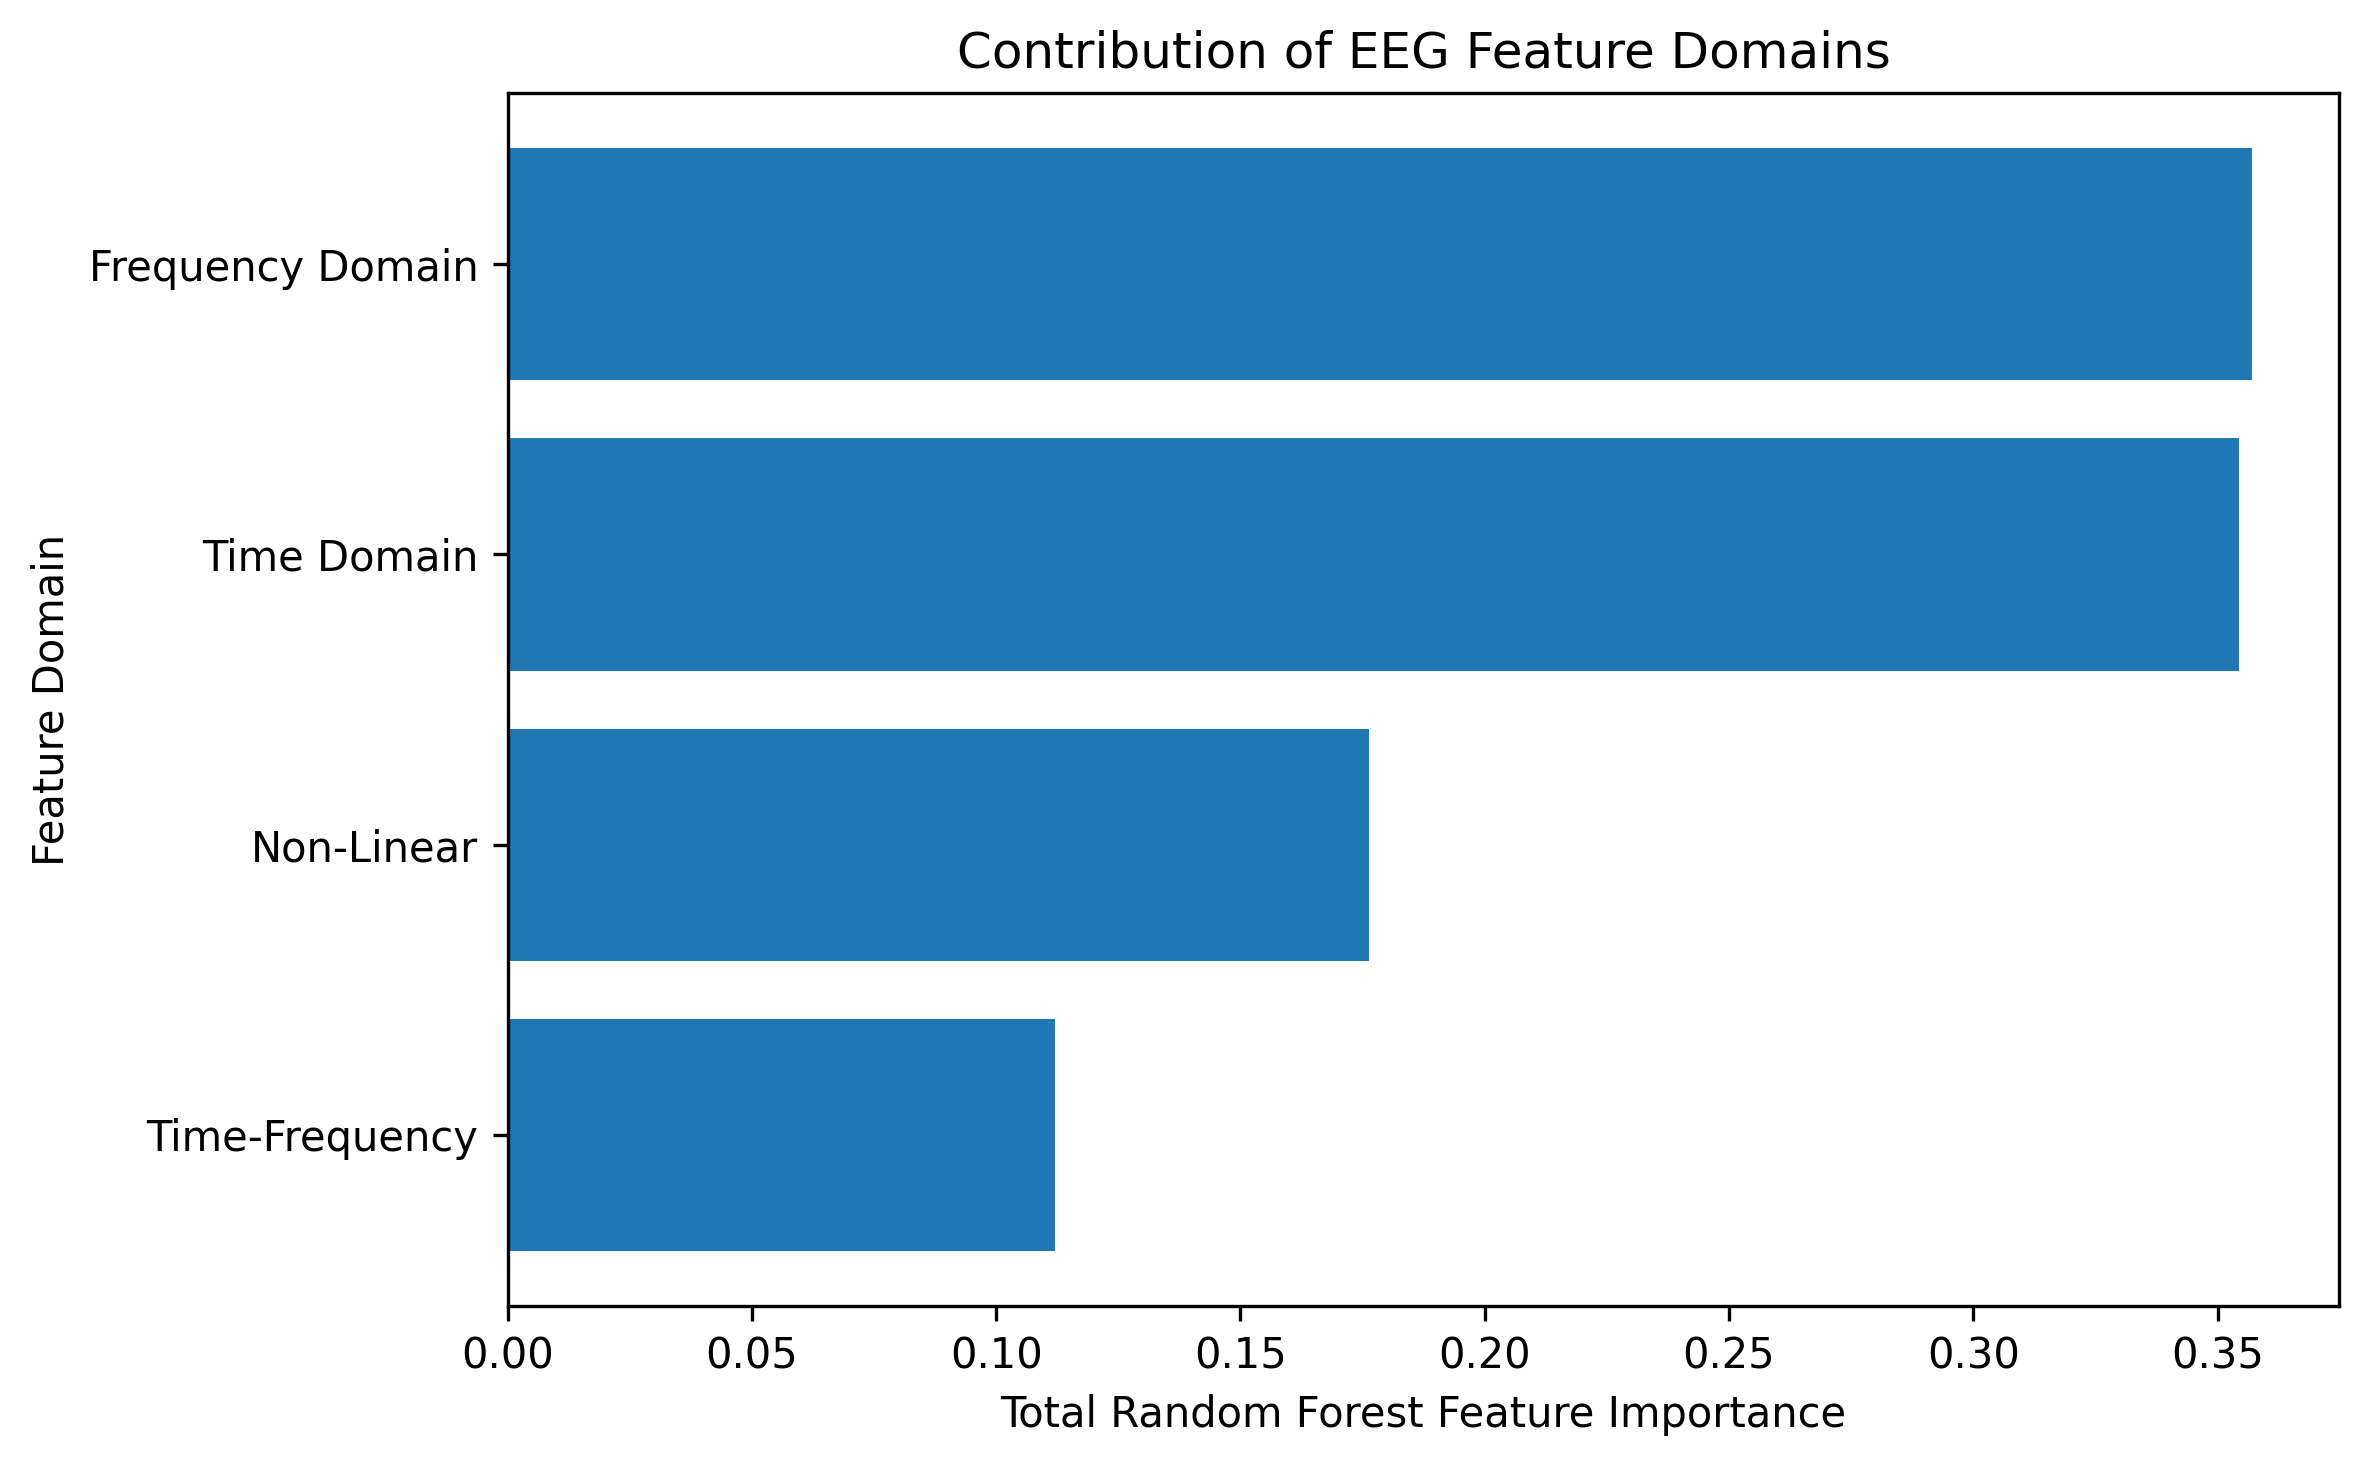 Contribution of EEG Feature Domains
Feature Domain
Frequency Domain
Time Domain
Non-Linear
Time-Frequency
0.00 0.05 0.10 0.15 0.20 0.25 0.30 0.35
Total Random Forest Feature Importance